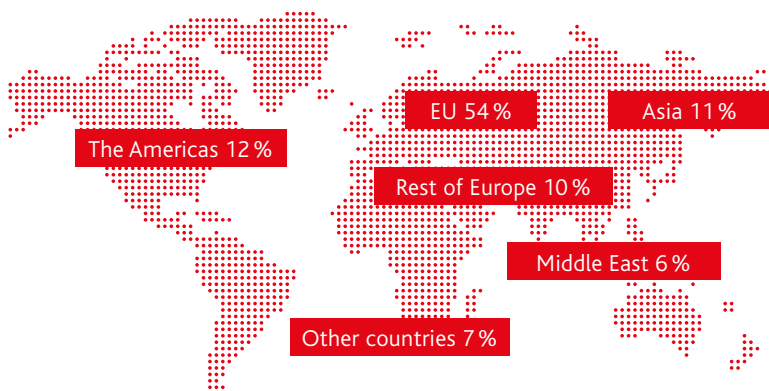 EU 54 %
Asia 11 %
The Americas 12 %
Rest of Europe 10 %
Middle East 6 %
Other countries 7 %